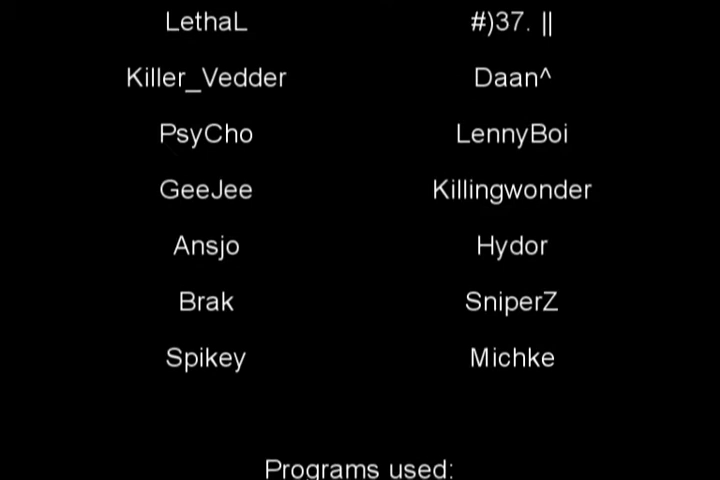 LethaL #)37. ||
Killer_Vedder Daan^
PsyCho LennyBoi
GeeJee Killingwonder
Ansjo Hydor
Brak SniperZ
Spikey Michke
Programs used: